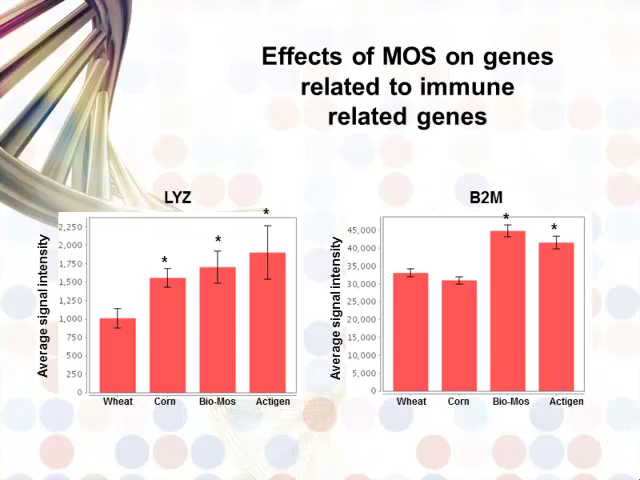 Effects of MOS on genes
related to immune
related genes
LYZ
Average signal intensity
2,250
2,000
1,750
1,500
1,250
1,000
750
500
250
0
*
*
*
Wheat Corn Bio-Mos Actigen
B2M
Average signal intensity
45,000
40,000
35,000
30,000
25,000
20,000
15,000
10,000
5,000
0
*
*
Wheat Corn Bio-Mos Actigen